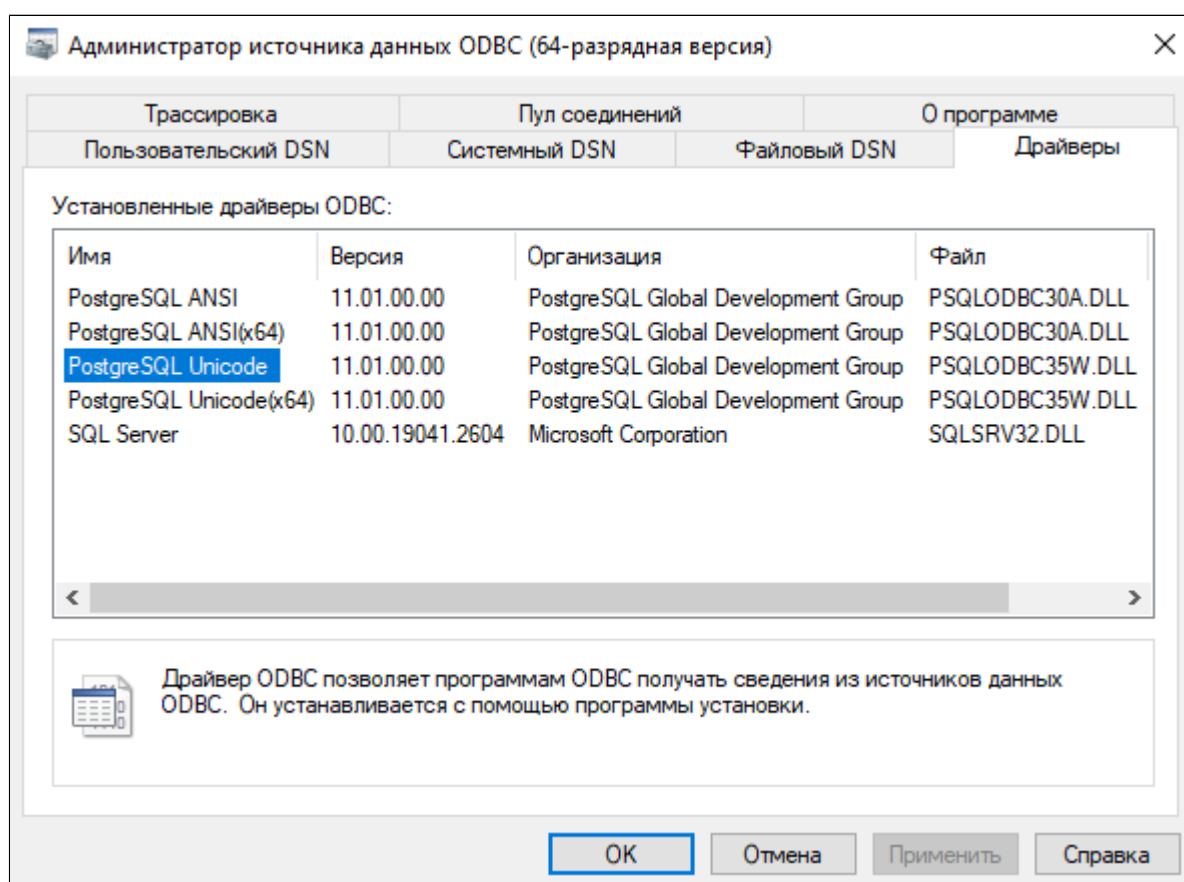 Администратор источника данных ODBC (64-разрядная версия)
Трассировка Пул соединений О программе
Пользовательский DSN Системный DSN Файловый DSN Драйверы
Установленные драйверы ODBC:
Имя Версия Организация Файл
PostgreSQL ANSI 11.01.00.00 PostgreSQL Global Development Group PSQLODBC30A.DLL
PostgreSQL ANSI(x64) 11.01.00.00 PostgreSQL Global Development Group PSQLODBC30A.DLL
PostgreSQL Unicode 11.01.00.00 PostgreSQL Global Development Group PSQLODBC35W.DLL
PostgreSQL Unicode(x64) 11.01.00.00 PostgreSQL Global Development Group PSQLODBC35W.DLL
SQL Server 10.00.19041.2604 Microsoft Corporation SQLSRV32.DLL
Драйвер ODBC позволяет программам ODBC получать сведения из источников данных
ODBC. Он устанавливается с помощью программы установки.
OK Отмена Применить Справка